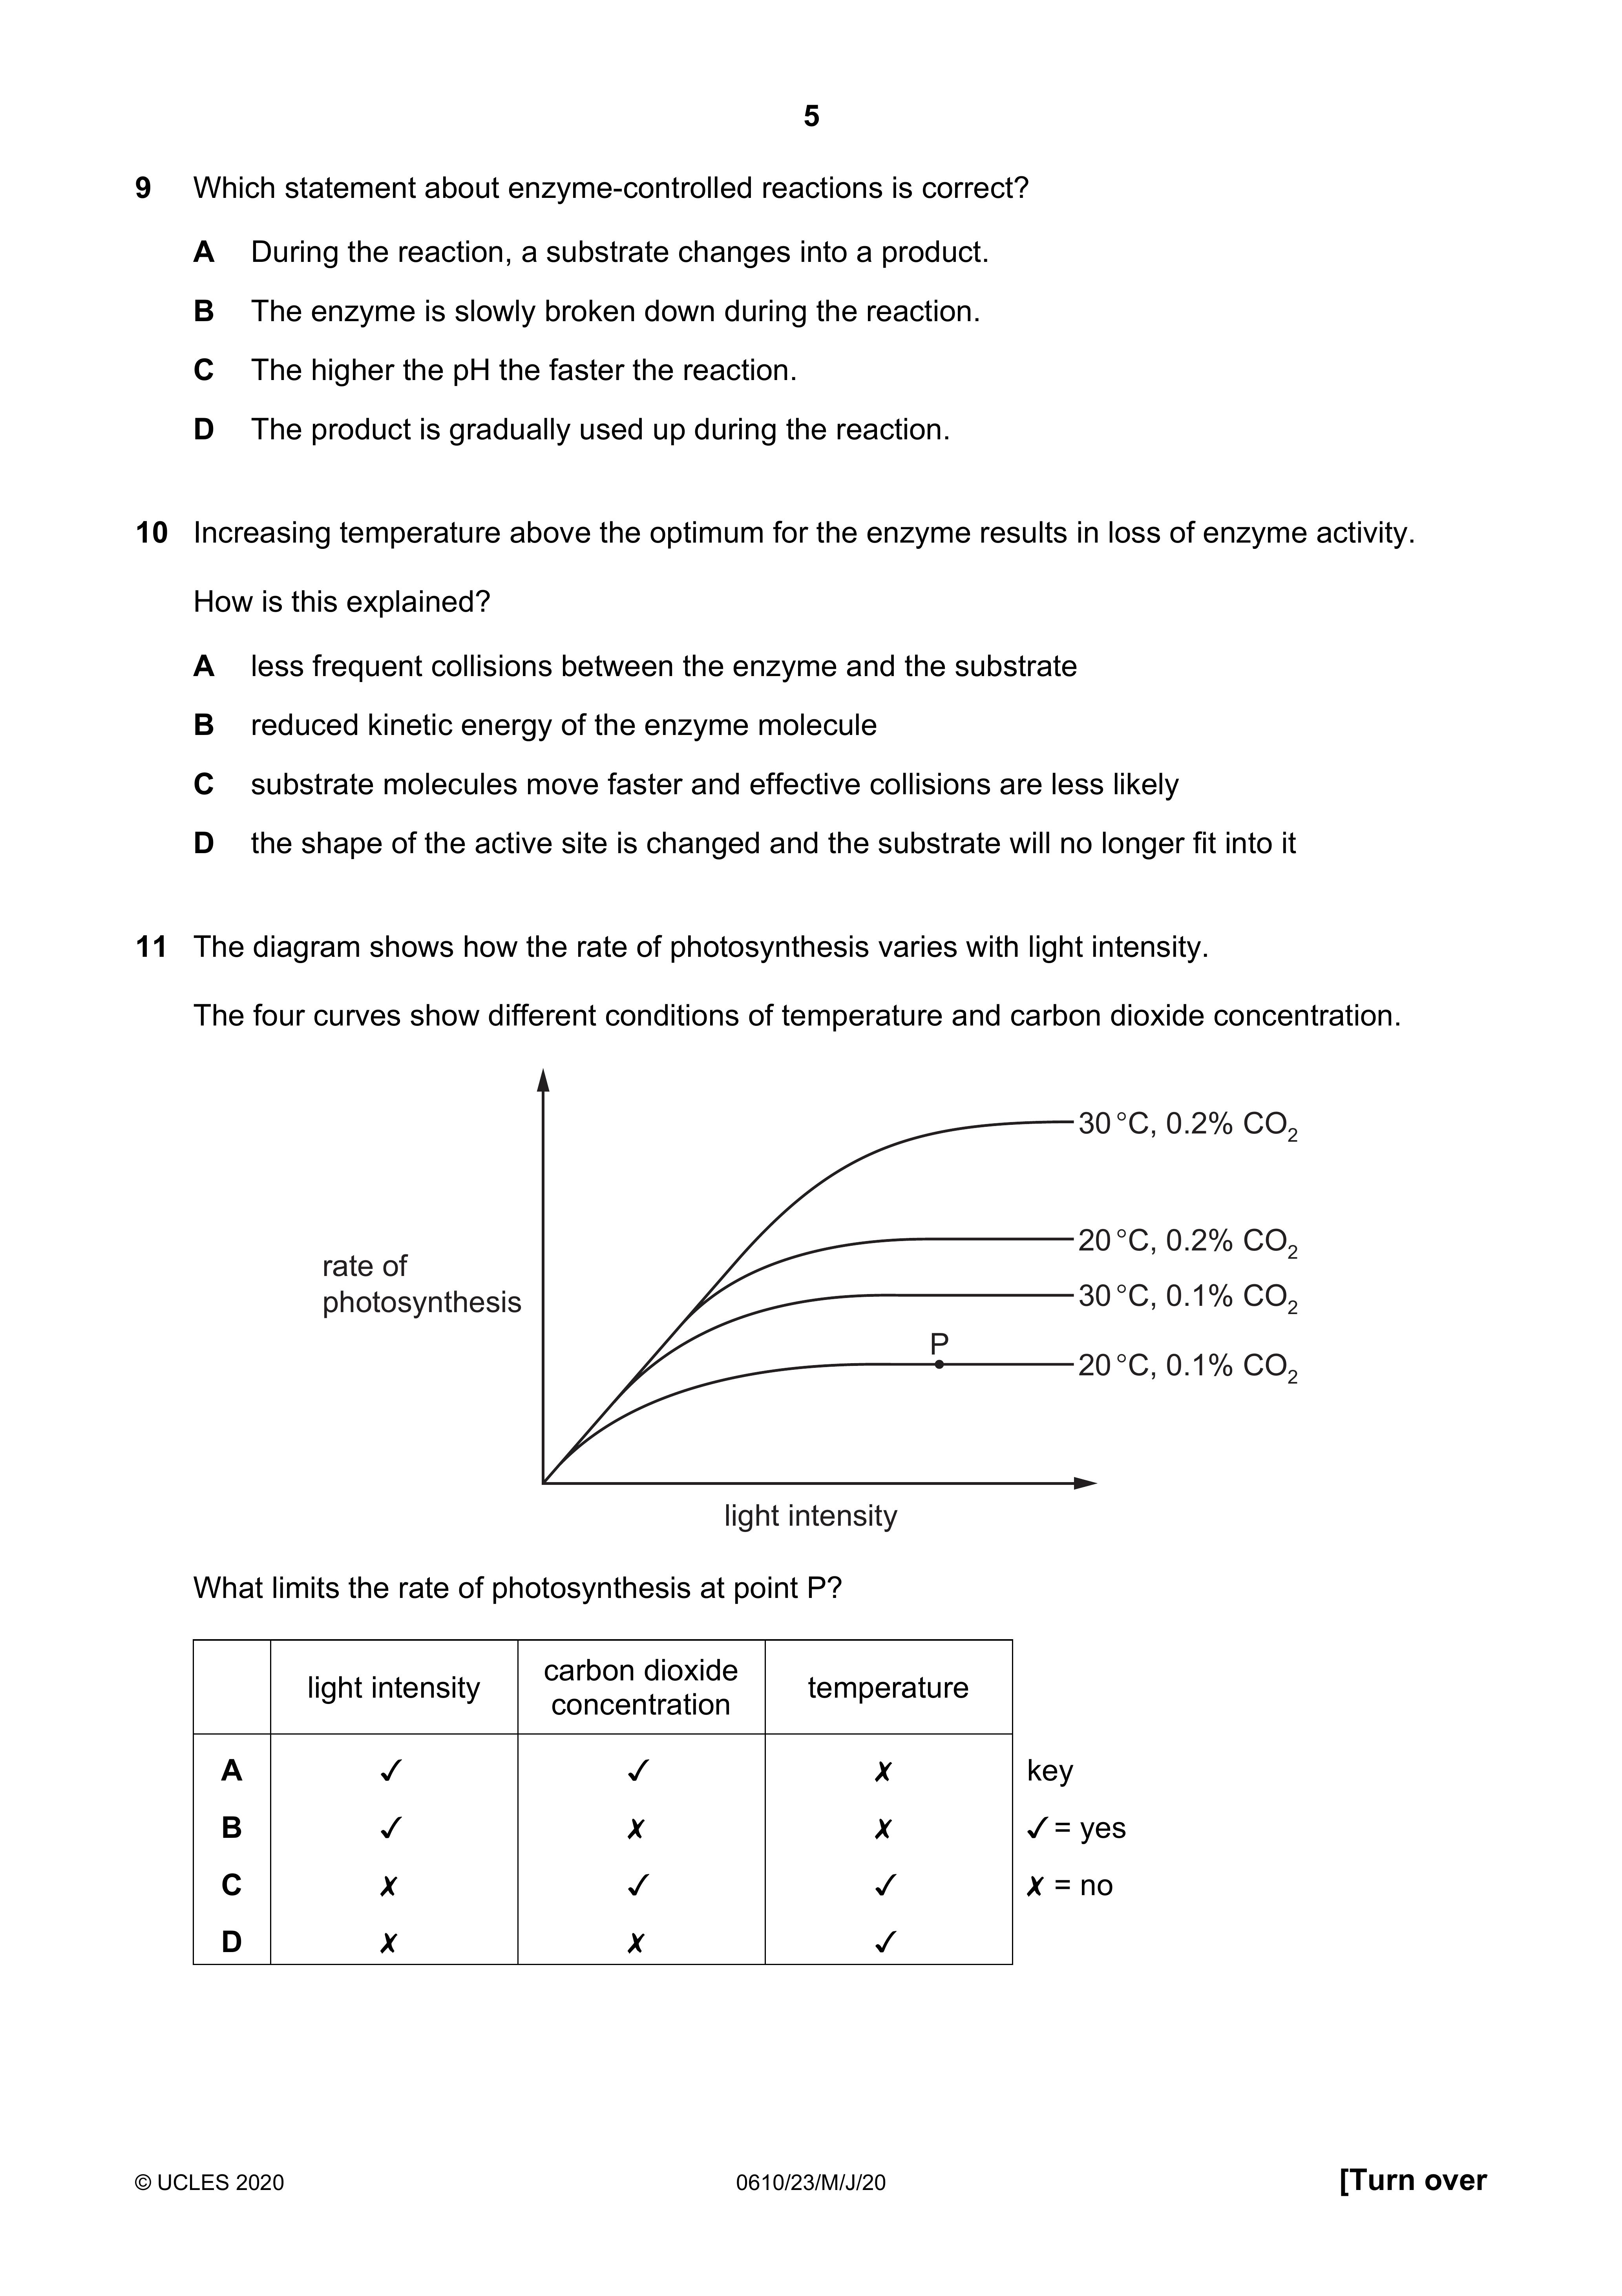 5
9 Which statement about enzyme-controlled reactions is correct?
A During the reaction, a substrate changes into a product.
B The enzyme is slowly broken down during the reaction.
C The higher the pH the faster the reaction.
D The product is gradually used up during the reaction.
10 Increasing temperature above the optimum for the enzyme results in loss of enzyme activity.
How is this explained?
A less frequent collisions between the enzyme and the substrate
B reduced kinetic energy of the enzyme molecule
C substrate molecules move faster and effective collisions are less likely
D the shape of the active site is changed and the substrate will no longer fit into it
11 The diagram shows how the rate of photosynthesis varies with light intensity.
The four curves show different conditions of temperature and carbon dioxide concentration.
30 °C, 0.2% CO₂
20 °C, 0.2% CO₂
rate of
photosynthesis
30 °C, 0.1% CO₂
P
20 °C, 0.1% CO₂
light intensity
What limits the rate of photosynthesis at point P?
light intensity carbon dioxide concentration temperature
A ✓ ✓ ✗ key
B ✓ ✗ ✗ ✓ = yes
C ✗ ✓ ✓ ✗ = no
D ✗ ✗ ✓
© UCLES 2020 0610/23/M/J/20 [Turn over